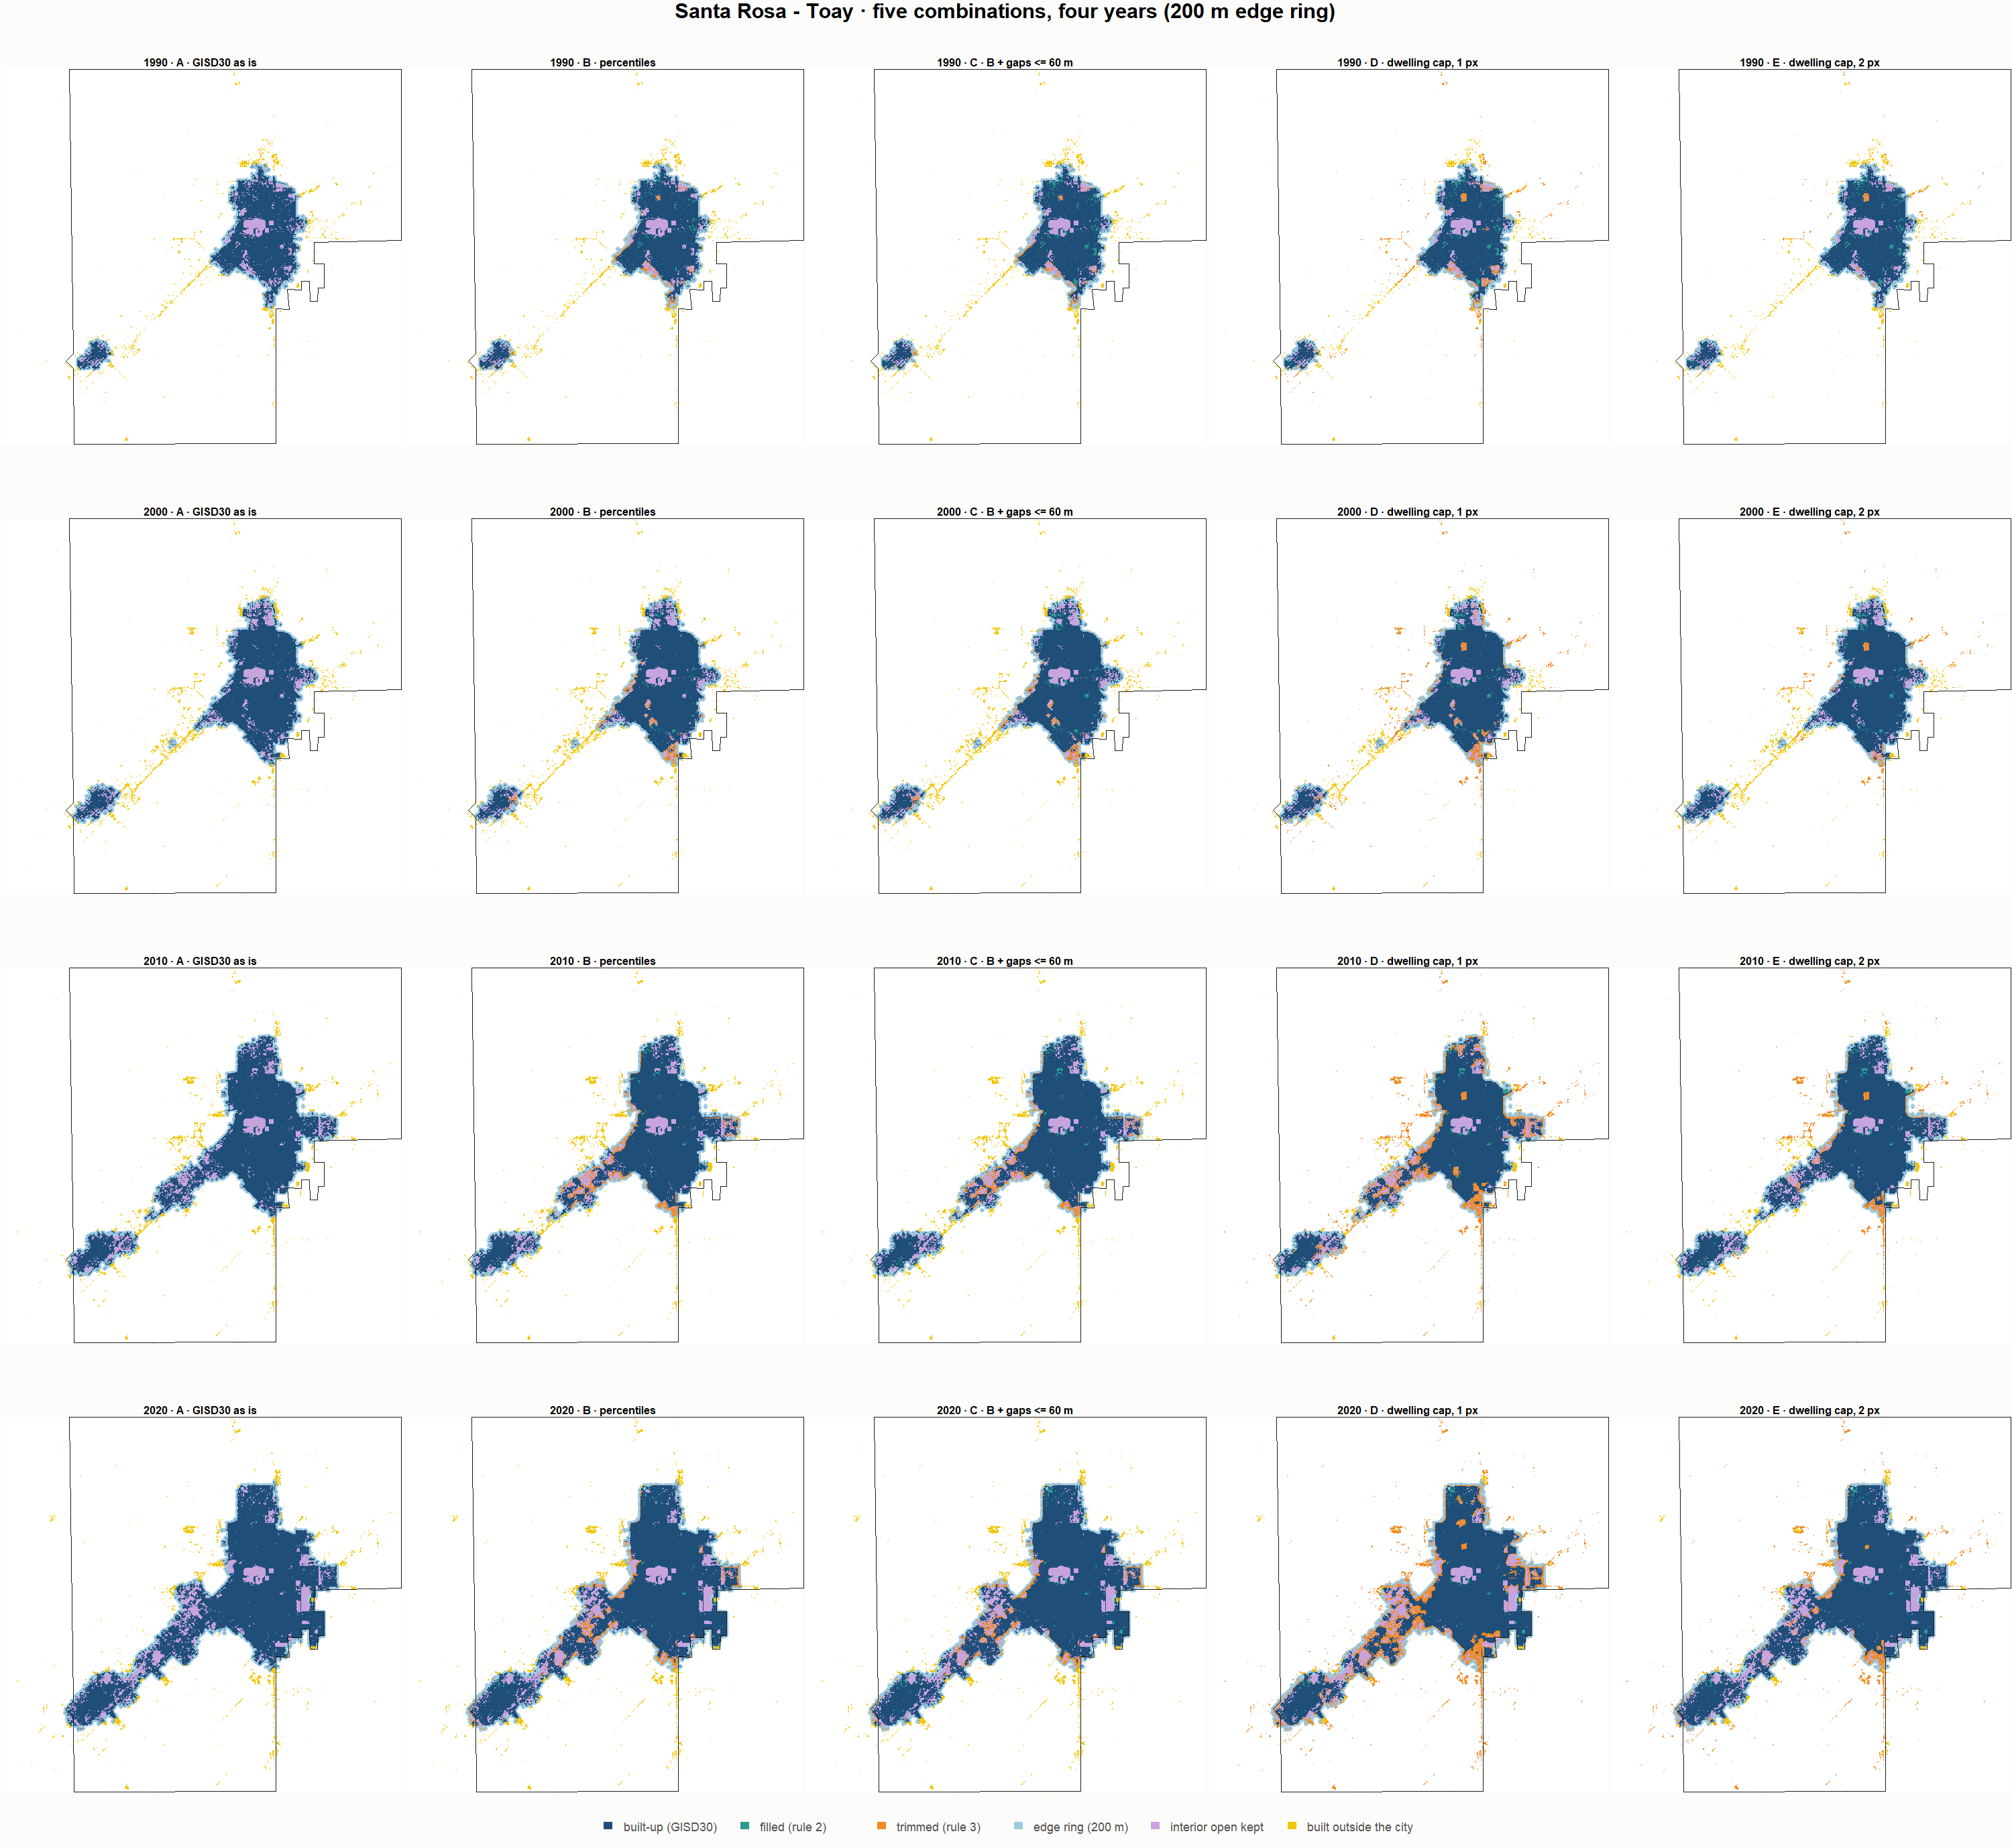 Santa Rosa - Toay · five combinations, four years (200 m edge ring)
1990 · A · GISD30 as is
1990 · B · percentiles
1990 · C · B + gaps <= 60 m
1990 · D · dwelling cap, 1 px
1990 · E · dwelling cap, 2 px
2000 · A · GISD30 as is
2000 · B · percentiles
2000 · C · B + gaps <= 60 m
2000 · D · dwelling cap, 1 px
2000 · E · dwelling cap, 2 px
2010 · A · GISD30 as is
2010 · B · percentiles
2010 · C · B + gaps <= 60 m
2010 · D · dwelling cap, 1 px
2010 · E · dwelling cap, 2 px
2020 · A · GISD30 as is
2020 · B · percentiles
2020 · C · B + gaps <= 60 m
2020 · D · dwelling cap, 1 px
2020 · E · dwelling cap, 2 px
built-up (GISD30)
filled (rule 2)
trimmed (rule 3)
edge ring (200 m)
interior open kept
built outside the city